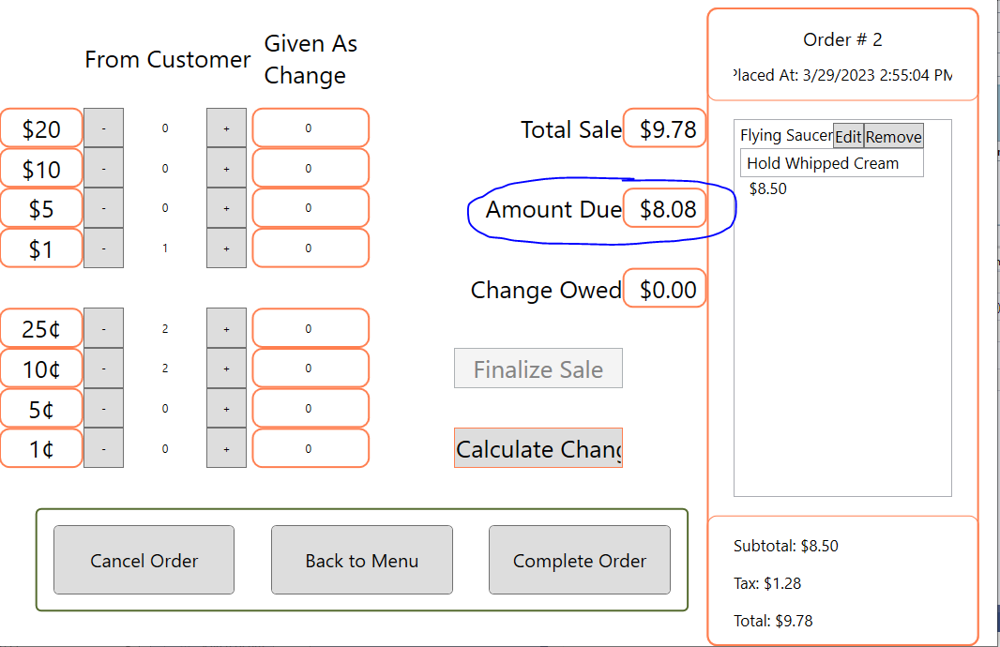 From Customer
Given As
Change
$20 - 0 + 0
$10 - 0 + 0
$5 - 0 + 0
$1 - 1 + 0
25¢ - 2 + 0
10¢ - 2 + 0
5¢ - 0 + 0
1¢ - 0 + 0
Total Sale $9.78
Amount Due $8.08
Change Owed $0.00
Finalize Sale
Calculate Chang
Cancel Order
Back to Menu
Complete Order
Order # 2
Placed At: 3/29/2023 2:55:04 PM
Flying Saucer Edit Remove
Hold Whipped Cream
$8.50
Subtotal: $8.50
Tax: $1.28
Total: $9.78